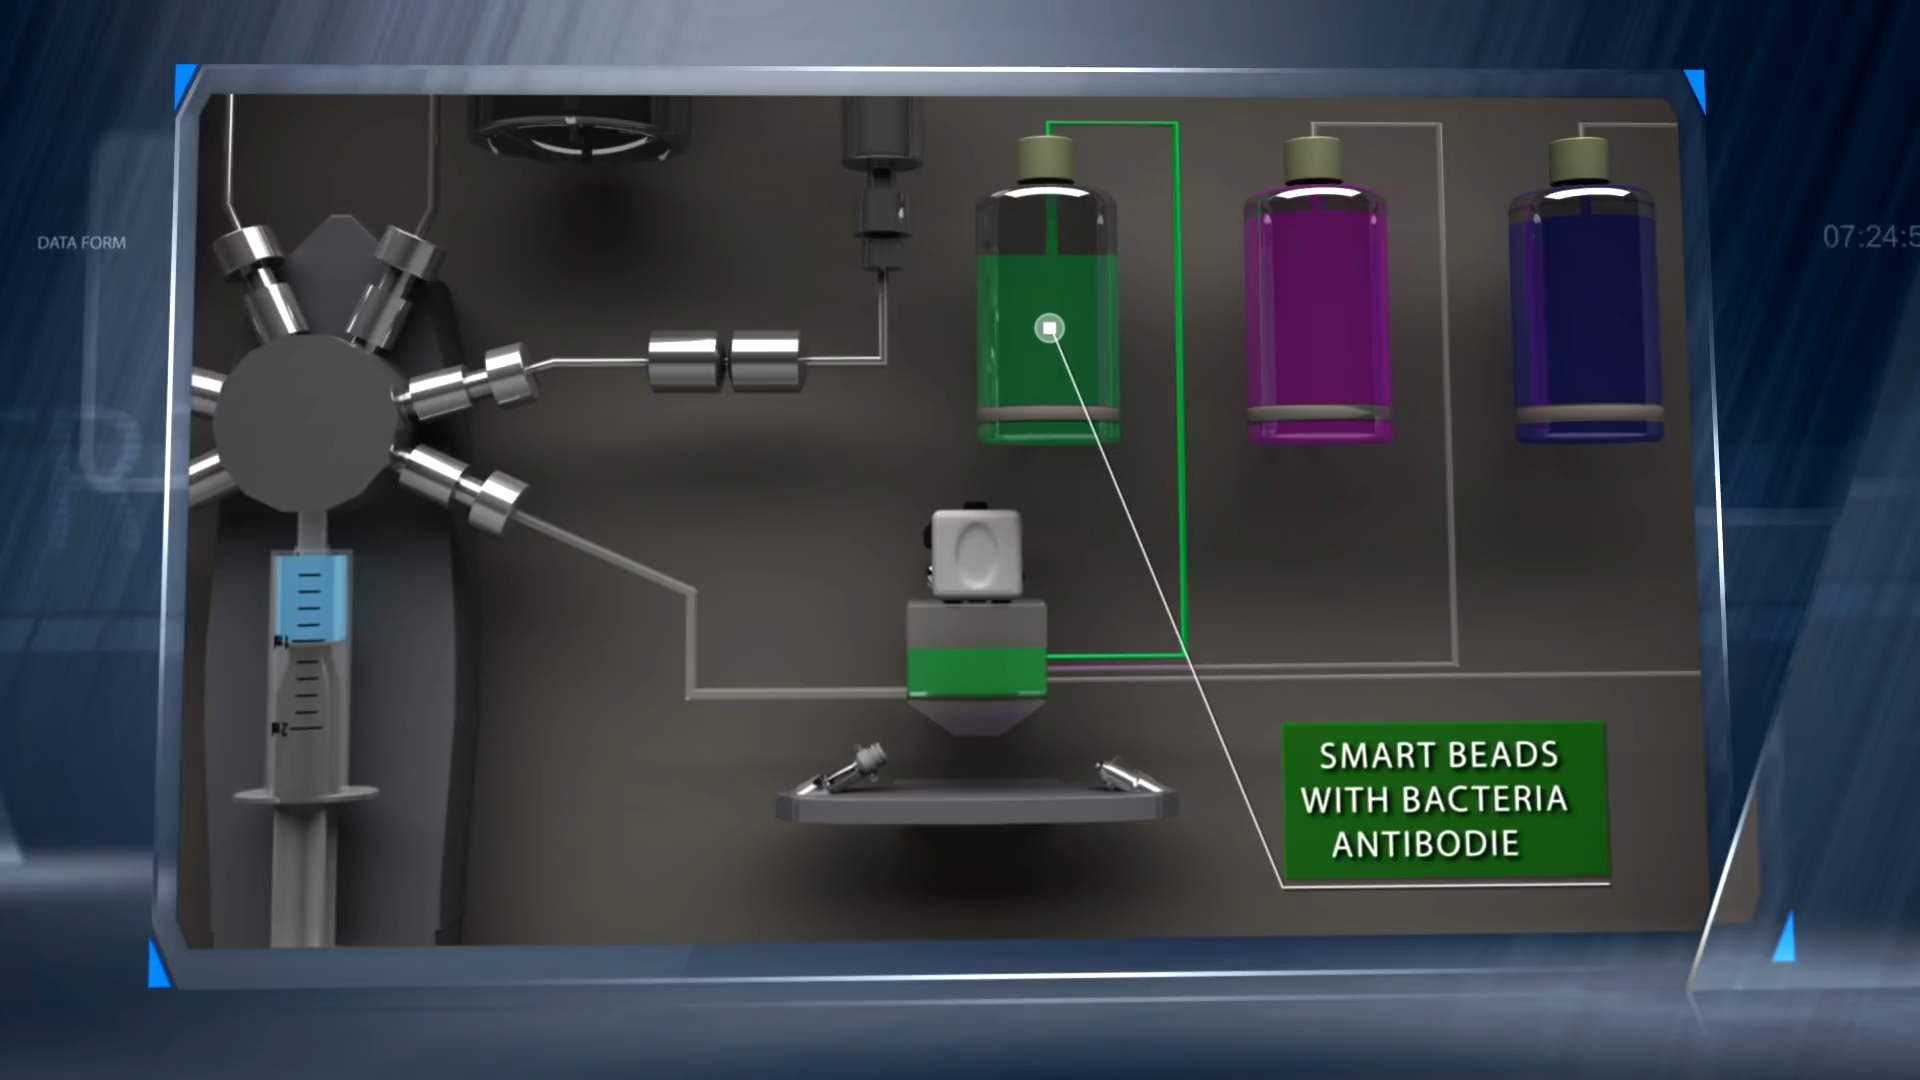 DATA FORM
07:24:5
SMART BEADS
WITH BACTERIA
ANTIBODIE